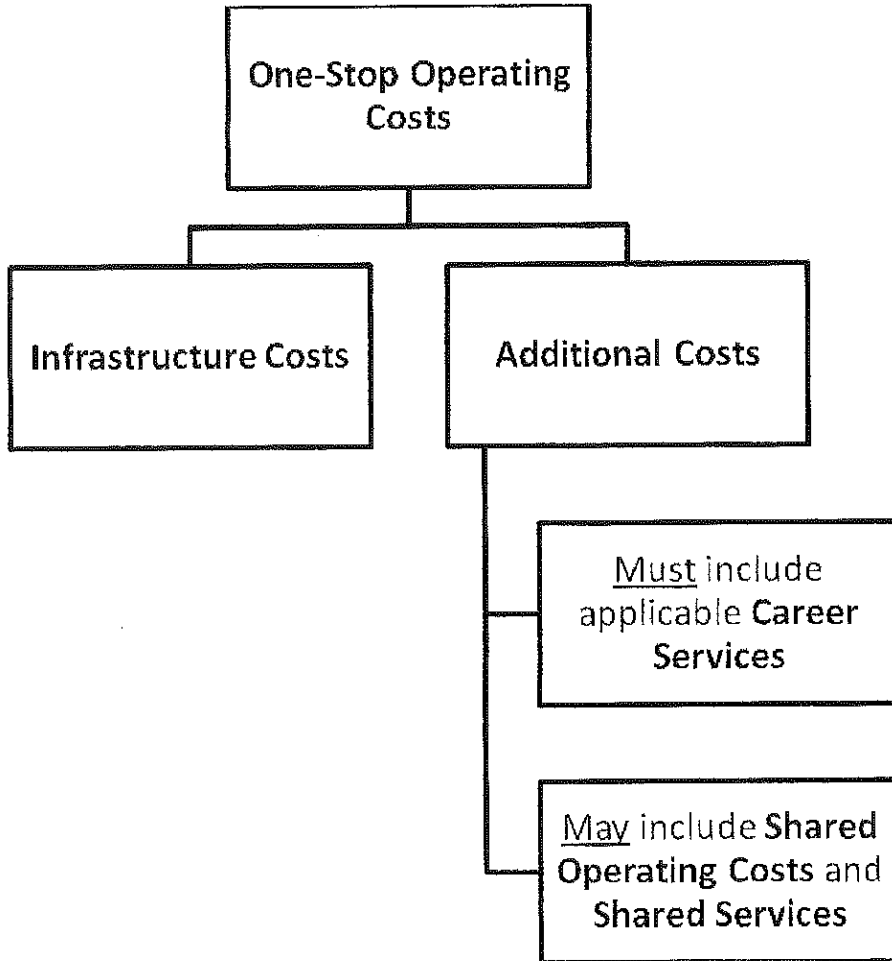 One-Stop Operating
Costs
Infrastructure Costs
Additional Costs
Must include
applicable Career
Services
May include Shared
Operating Costs and
Shared Services